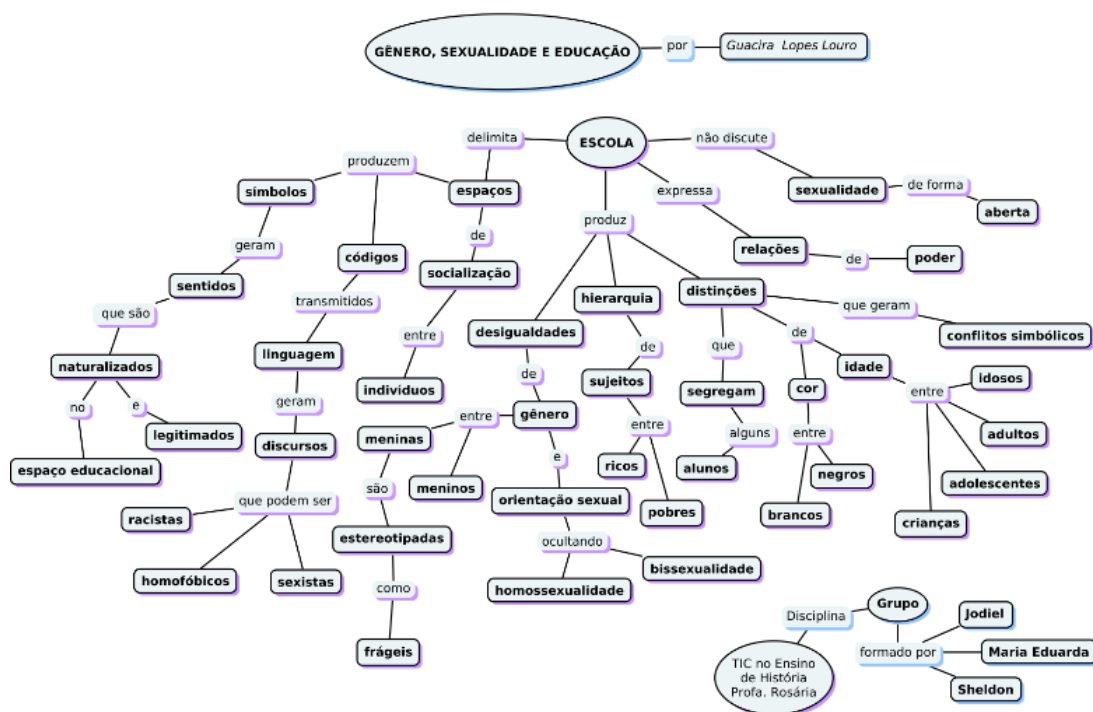 GÊNERO, SEXUALIDADE E EDUCAÇÃO
por
Guacira Lopes Louro
ESCOLA
delimita
não discute
produzem
espaços
símbolos
expressa
sexualidade
de forma
aberta
produz
geram
de
códigos
relações
de
poder
socialização
sentidos
transmitidos
hierarquia
distinções
que geram
conflitos simbólicos
que são
desigualdades
entre
linguagem
naturalizados
de
que
de
idade
indivíduos
de
sujeitos
segregam
cor
entre
idosos
no
e
geram
meninas
entre
gênero
entre
alguns
entre
adultos
legitimados
discursos
espaço educacional
meninos
e
ricos
alunos
negros
adolescentes
são
orientação sexual
pobres
brancos
crianças
racistas
que podem ser
estereotipadas
ocultando
bissexualidade
homofóbicos
sexistas
como
homossexualidade
frágeis
Disciplina
Grupo
Jodiel
formado por
Maria Eduarda
TIC no Ensino
de História
Profa. Rosária
Sheldon